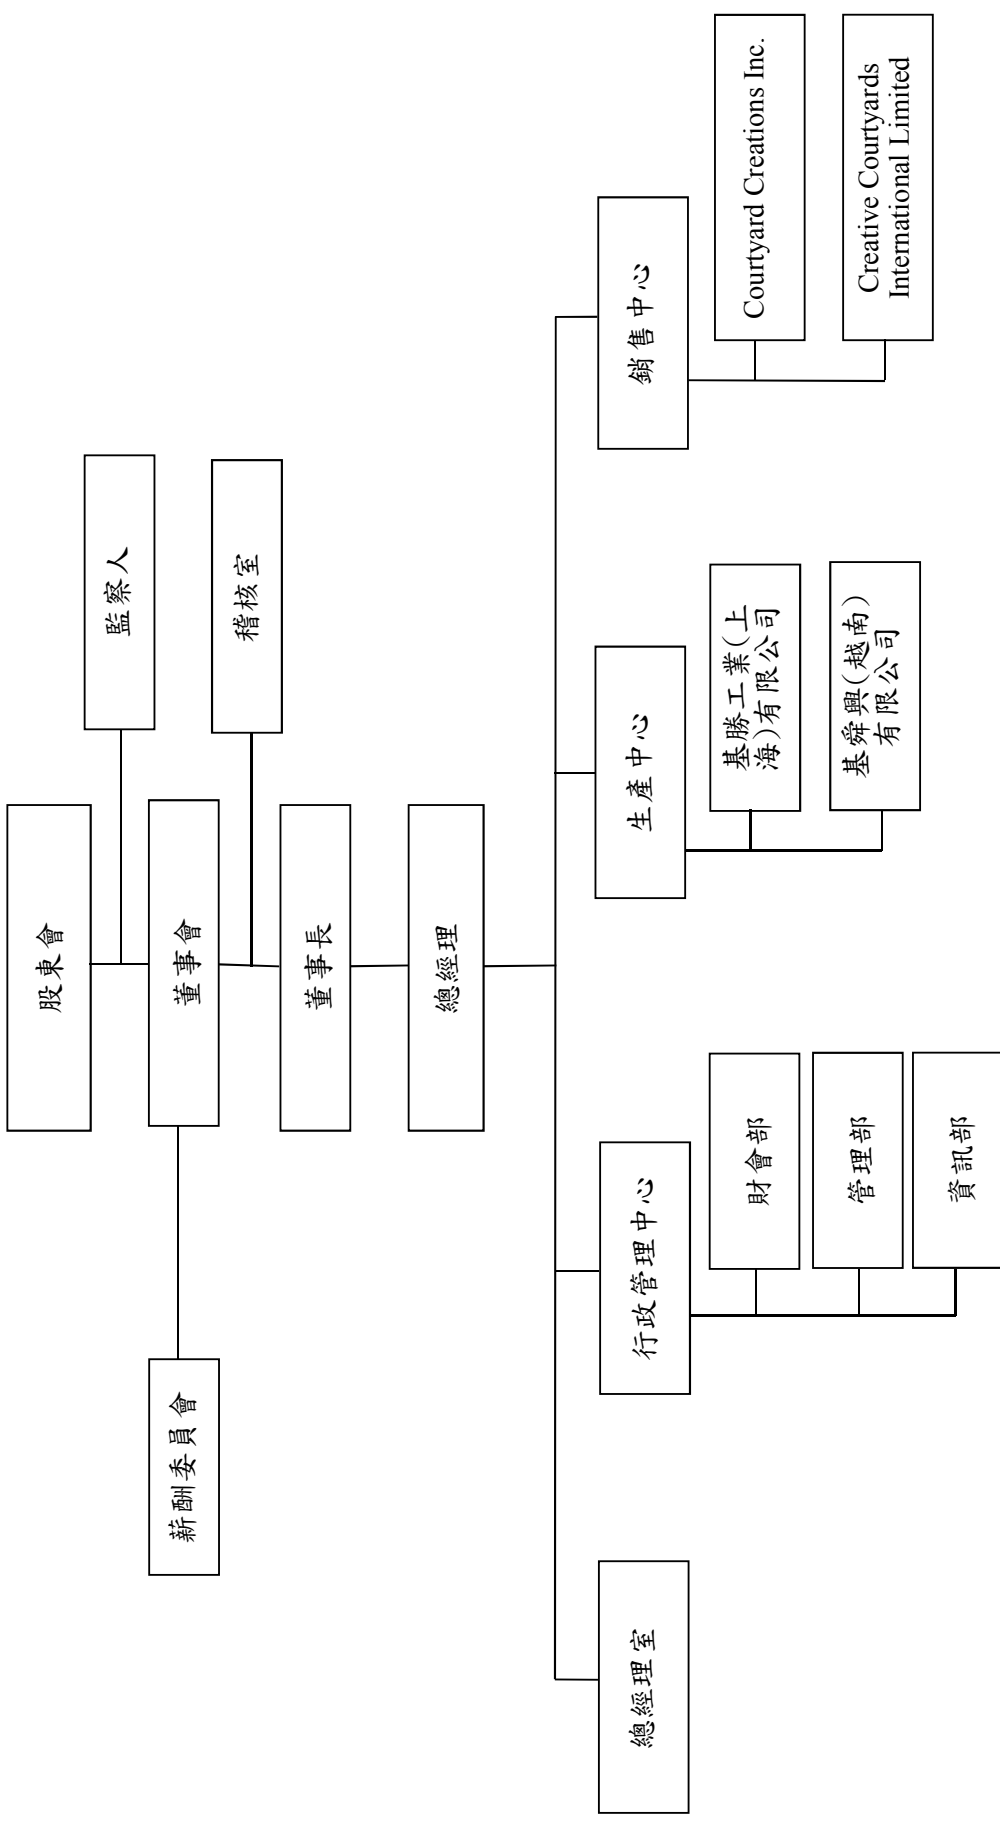 股東會
監察人
薪酬委員會
董事會
稽核室
董事長
總經理
總經理室
行政管理中心
生產中心
銷售中心
財會部
管理部
資訊部
基勝工業(上
海)有限公司
基舜興(越南)
有限公司
Courtyard Creations Inc.
Creative Courtyards
International Limited